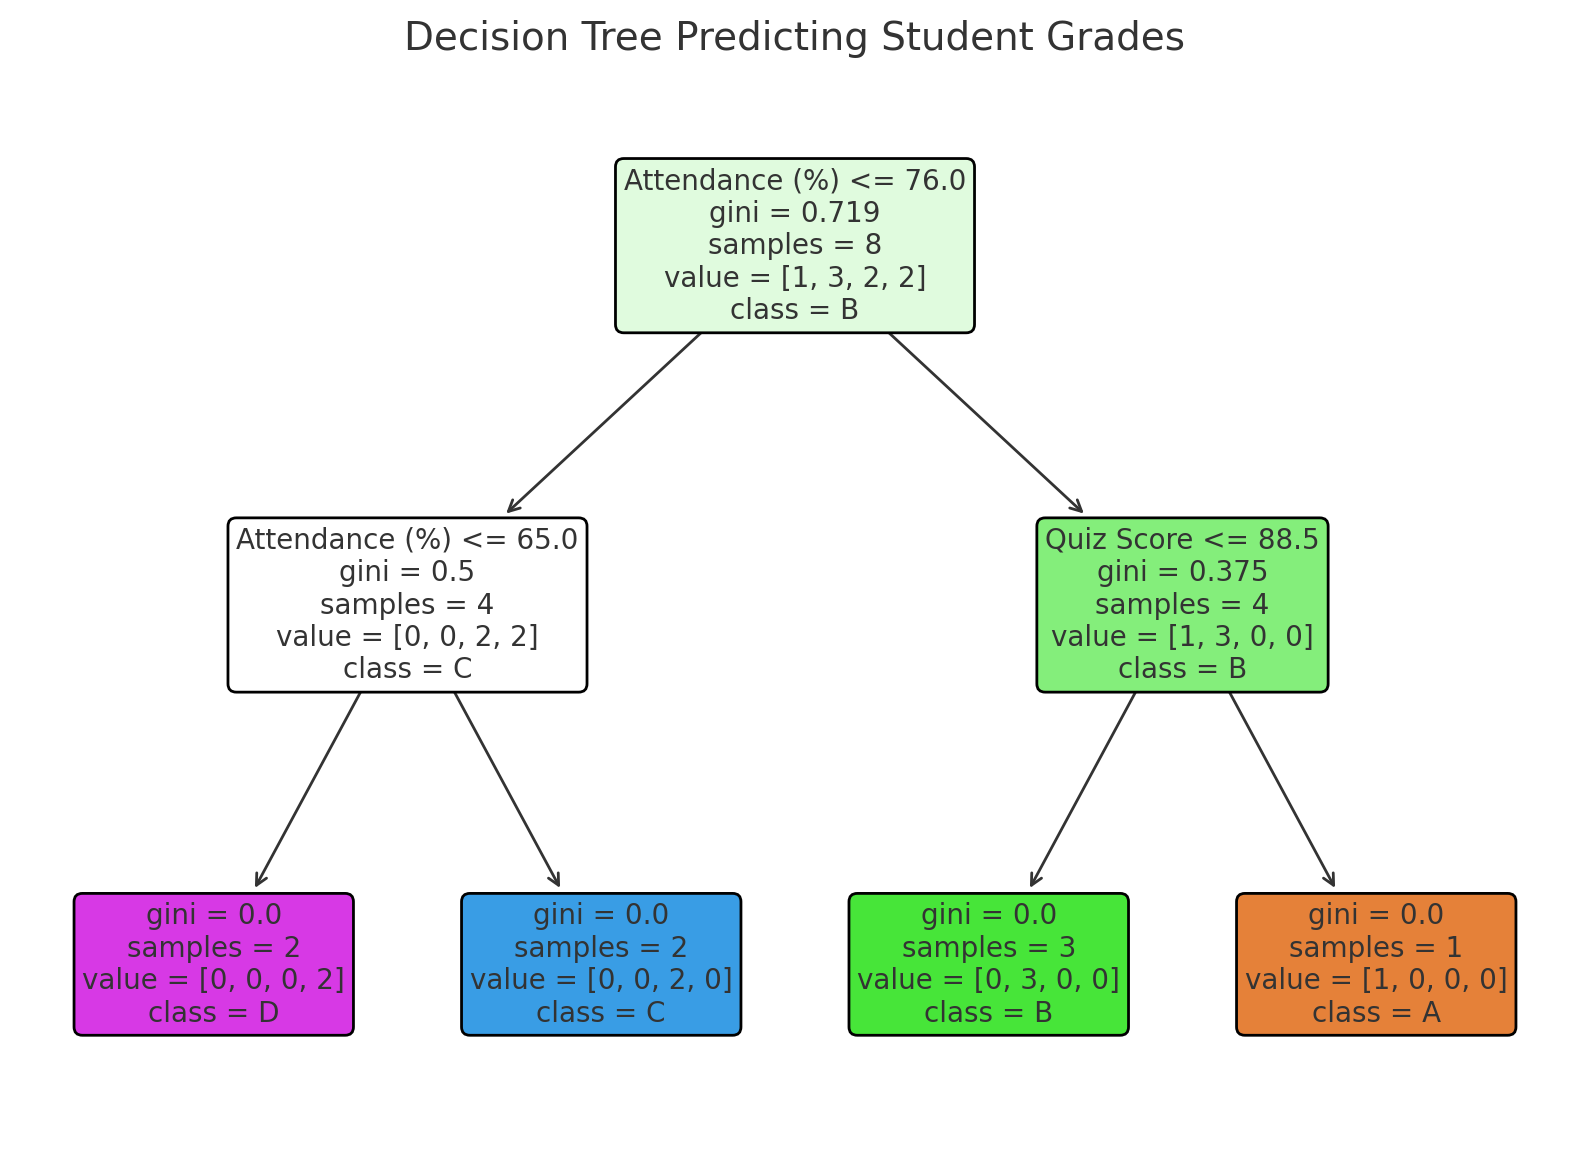 Decision Tree Predicting Student Grades
Attendance (%) <= 76.0
gini = 0.719
samples = 8
value = [1, 3, 2, 2]
class = B
Attendance (%) <= 65.0
gini = 0.5
samples = 4
value = [0, 0, 2, 2]
class = C
Quiz Score <= 88.5
gini = 0.375
samples = 4
value = [1, 3, 0, 0]
class = B
gini = 0.0
samples = 2
value = [0, 0, 0, 2]
class = D
gini = 0.0
samples = 2
value = [0, 0, 2, 0]
class = C
gini = 0.0
samples = 3
value = [0, 3, 0, 0]
class = B
gini = 0.0
samples = 1
value = [1, 0, 0, 0]
class = A